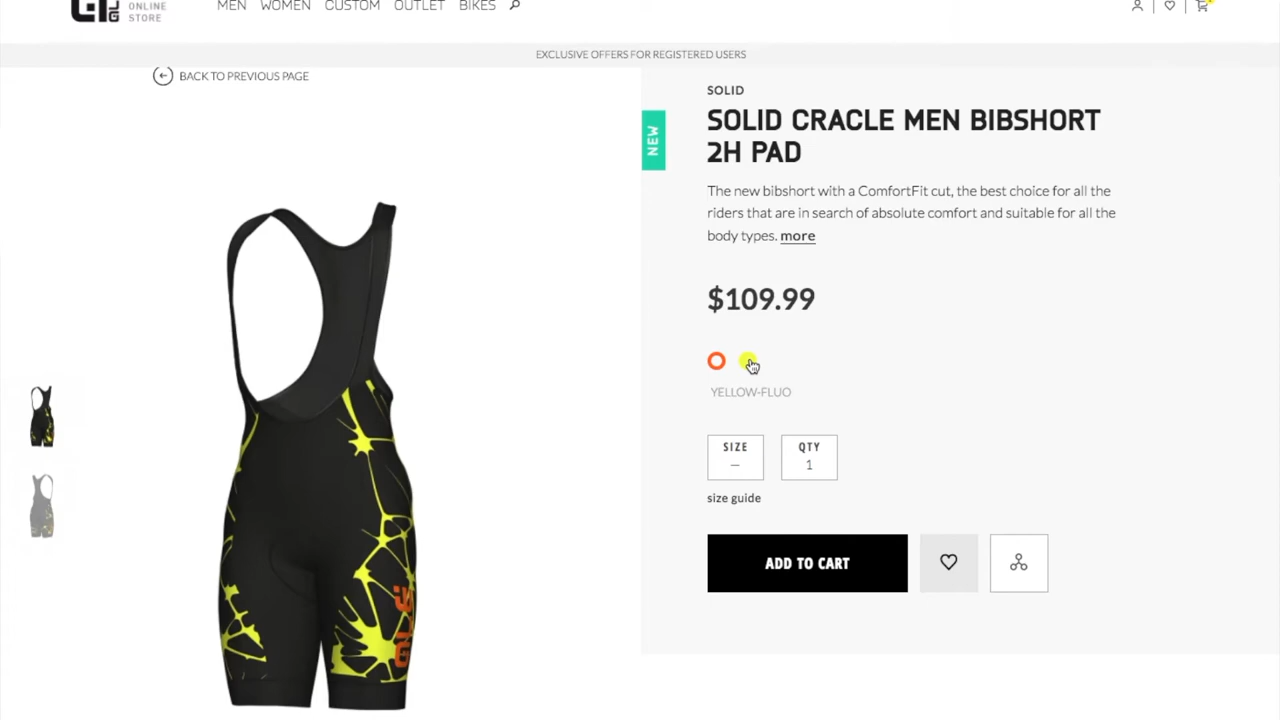 ONLINE
STORE
MEN WOMEN CUSTOM OUTLET BIKES
EXCLUSIVE OFFERS FOR REGISTERED USERS
BACK TO PREVIOUS PAGE
SOLID
NEW
SOLID CRACLE MEN BIBSHORT
2H PAD
The new bibshort with a ComfortFit cut, the best choice for all the
riders that are in search of absolute comfort and suitable for all the
body types. more
$109.99
YELLOW-FLUO
SIZE
—
QTY
1
size guide
ADD TO CART